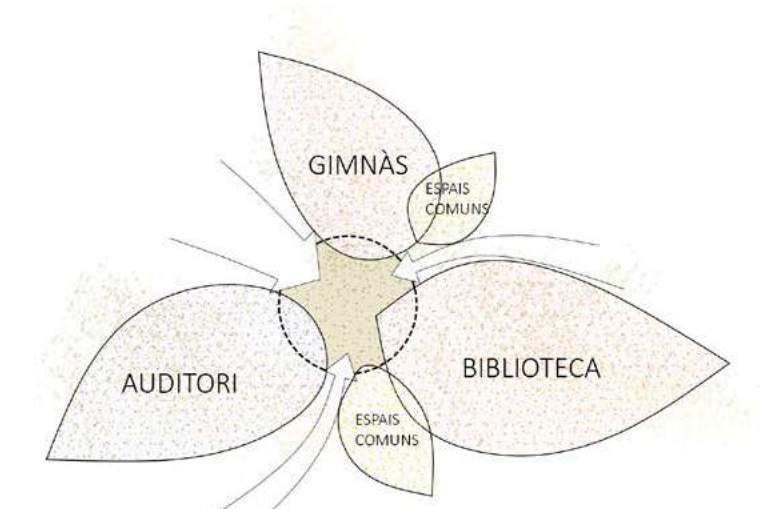 GIMNÀS
ESPAIS
COMUNS
AUDITORI
BIBLIOTECA
ESPAIS
COMUNS